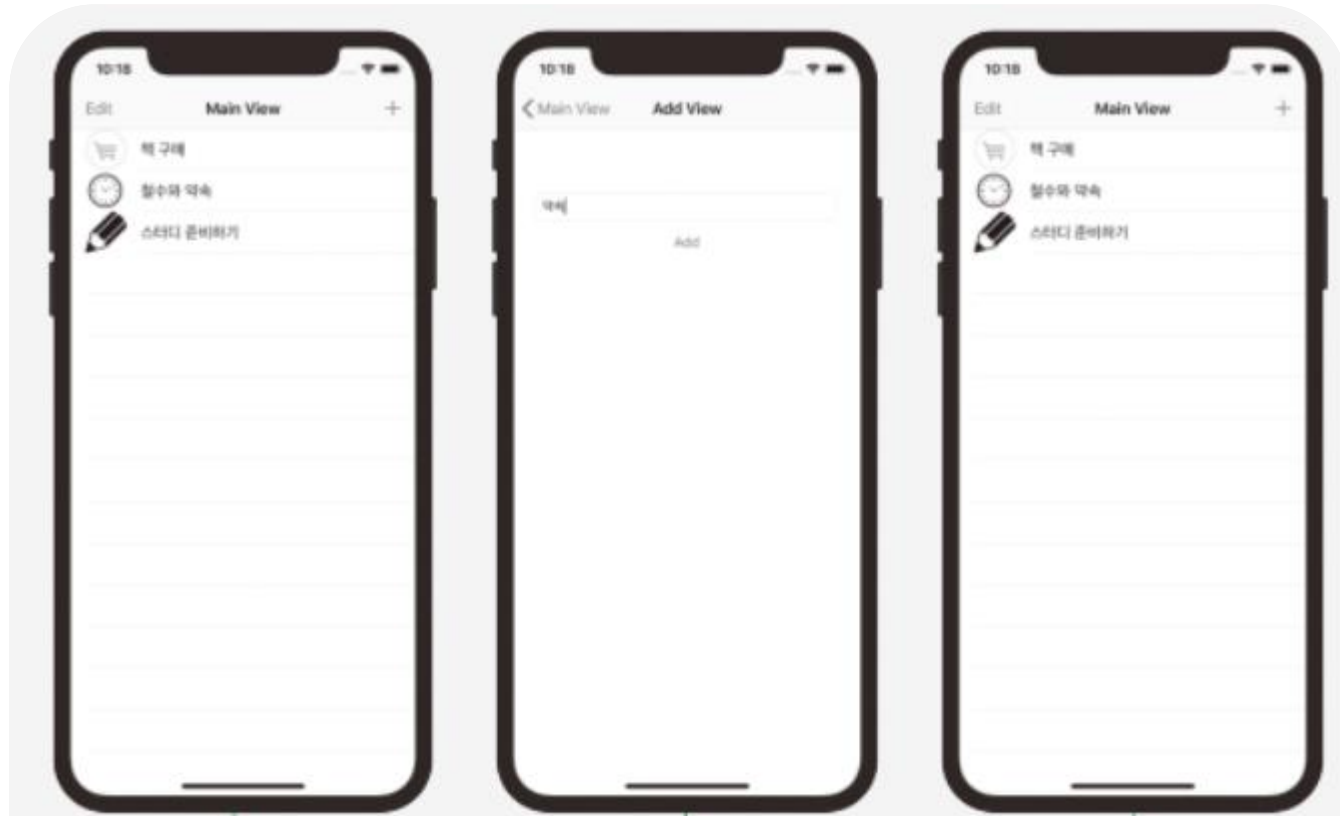 10:18
Edit Main View +
책 구매
철수와 약속
스터디 준비하기
10:18
Main View Add View
약속
Add
10:18
Edit Main View +
책 구매
철수와 약속
스터디 준비하기